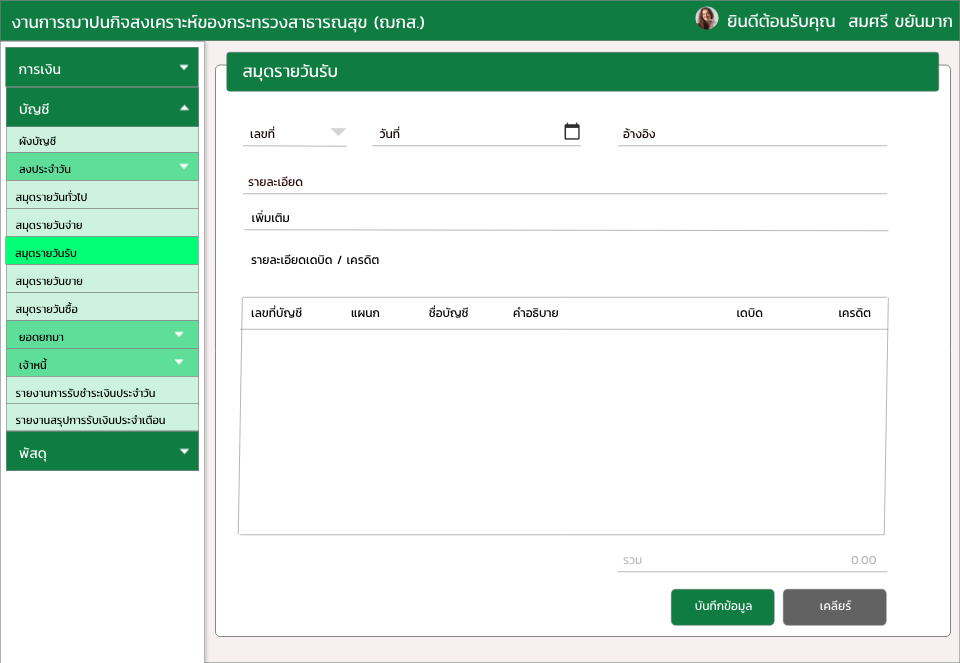 งานการฌาปนกิจสงเคราะห์ของกระทรวงสาธารณสุข (ฌกส.)
ยินดีต้อนรับคุณ สมศรี ขยันมาก
การเงิน
บัญชี
ผังบัญชี
ลงประจำวัน
สมุดรายวันทั่วไป
สมุดรายวันจ่าย
สมุดรายวันรับ
สมุดรายวันขาย
สมุดรายวันซื้อ
ยอดยกมา
เจ้าหนี้
รายงานการรับชำระเงินประจำวัน
รายงานสรุปการรับเงินประจำเดือน
พัสดุ
สมุดรายวันรับ
เลขที่ วันที่ อ้างอิง
รายละเอียด
เพิ่มเติม
รายละเอียดเดบิต / เครดิต
เลขที่บัญชี แผนก ชื่อบัญชี คำอธิบาย เดบิต เครดิต
รวม 0.00
บันทึกข้อมูล เคลียร์